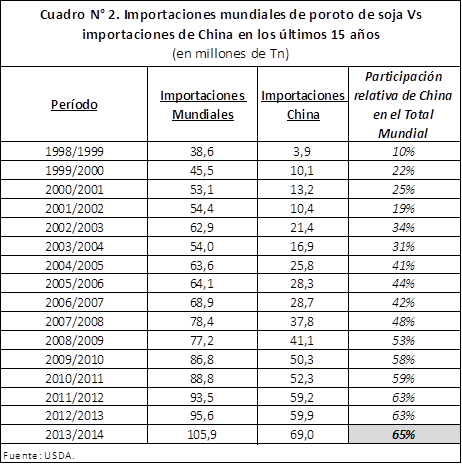 Cuadro N° 2. Importaciones mundiales de poroto de soja Vs
importaciones de China en los últimos 15 años
(en millones de Tn)
Período Importaciones Mundiales Importaciones China Participación relativa de China en el Total Mundial
1998/1999 38,6 3,9 10%
1999/2000 45,5 10,1 22%
2000/2001 53,1 13,2 25%
2001/2002 54,4 10,4 19%
2002/2003 62,9 21,4 34%
2003/2004 54,0 16,9 31%
2004/2005 63,6 25,8 41%
2005/2006 64,1 28,3 44%
2006/2007 68,9 28,7 42%
2007/2008 78,4 37,8 48%
2008/2009 77,2 41,1 53%
2009/2010 86,8 50,3 58%
2010/2011 88,8 52,3 59%
2011/2012 93,5 59,2 63%
2012/2013 95,6 59,9 63%
2013/2014 105,9 69,0 65%
Fuente: USDA.